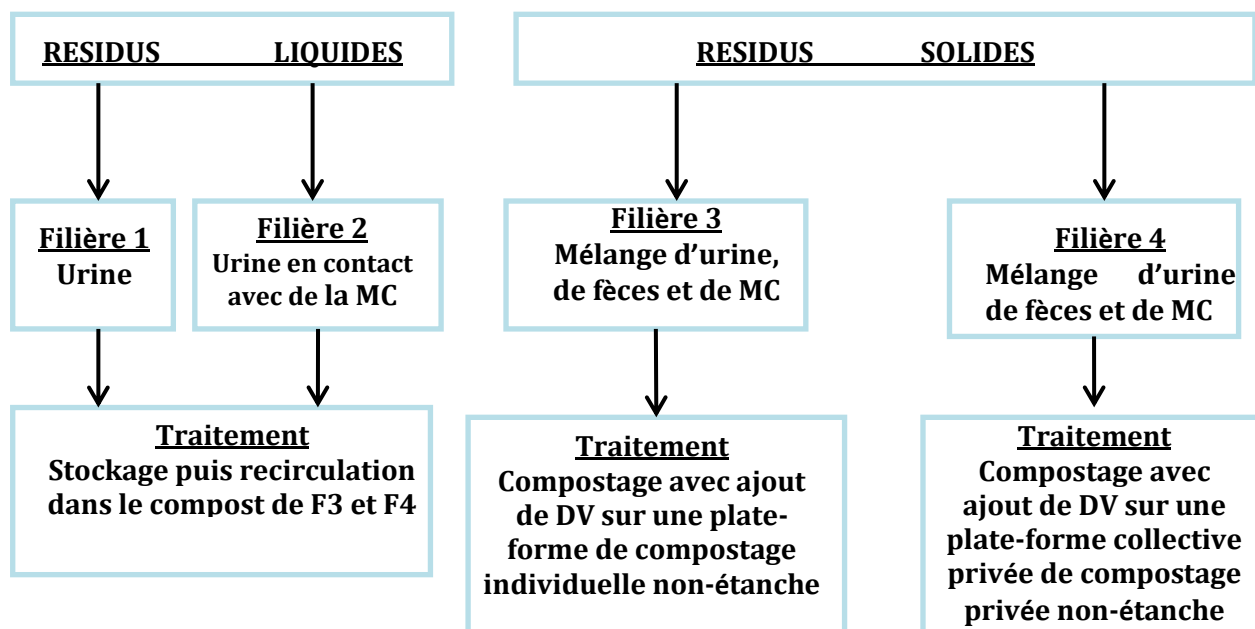 RESIDUS LIQUIDES
RESIDUS SOLIDES
Filière 1
Urine
Filière 2
Urine en contact
avec de la MC
Filière 3
Mélange d'urine,
de fèces et de MC
Filière 4
Mélange d'urine
de fèces et de MC
Traitement
Stockage puis recirculation
dans le compost de F3 et F4
Traitement
Compostage avec ajout
de DV sur une plate-
forme de compostage
individuelle non-étanche
Traitement
Compostage avec
ajout de DV sur une
plate-forme collective
privée de compostage
privée non-étanche